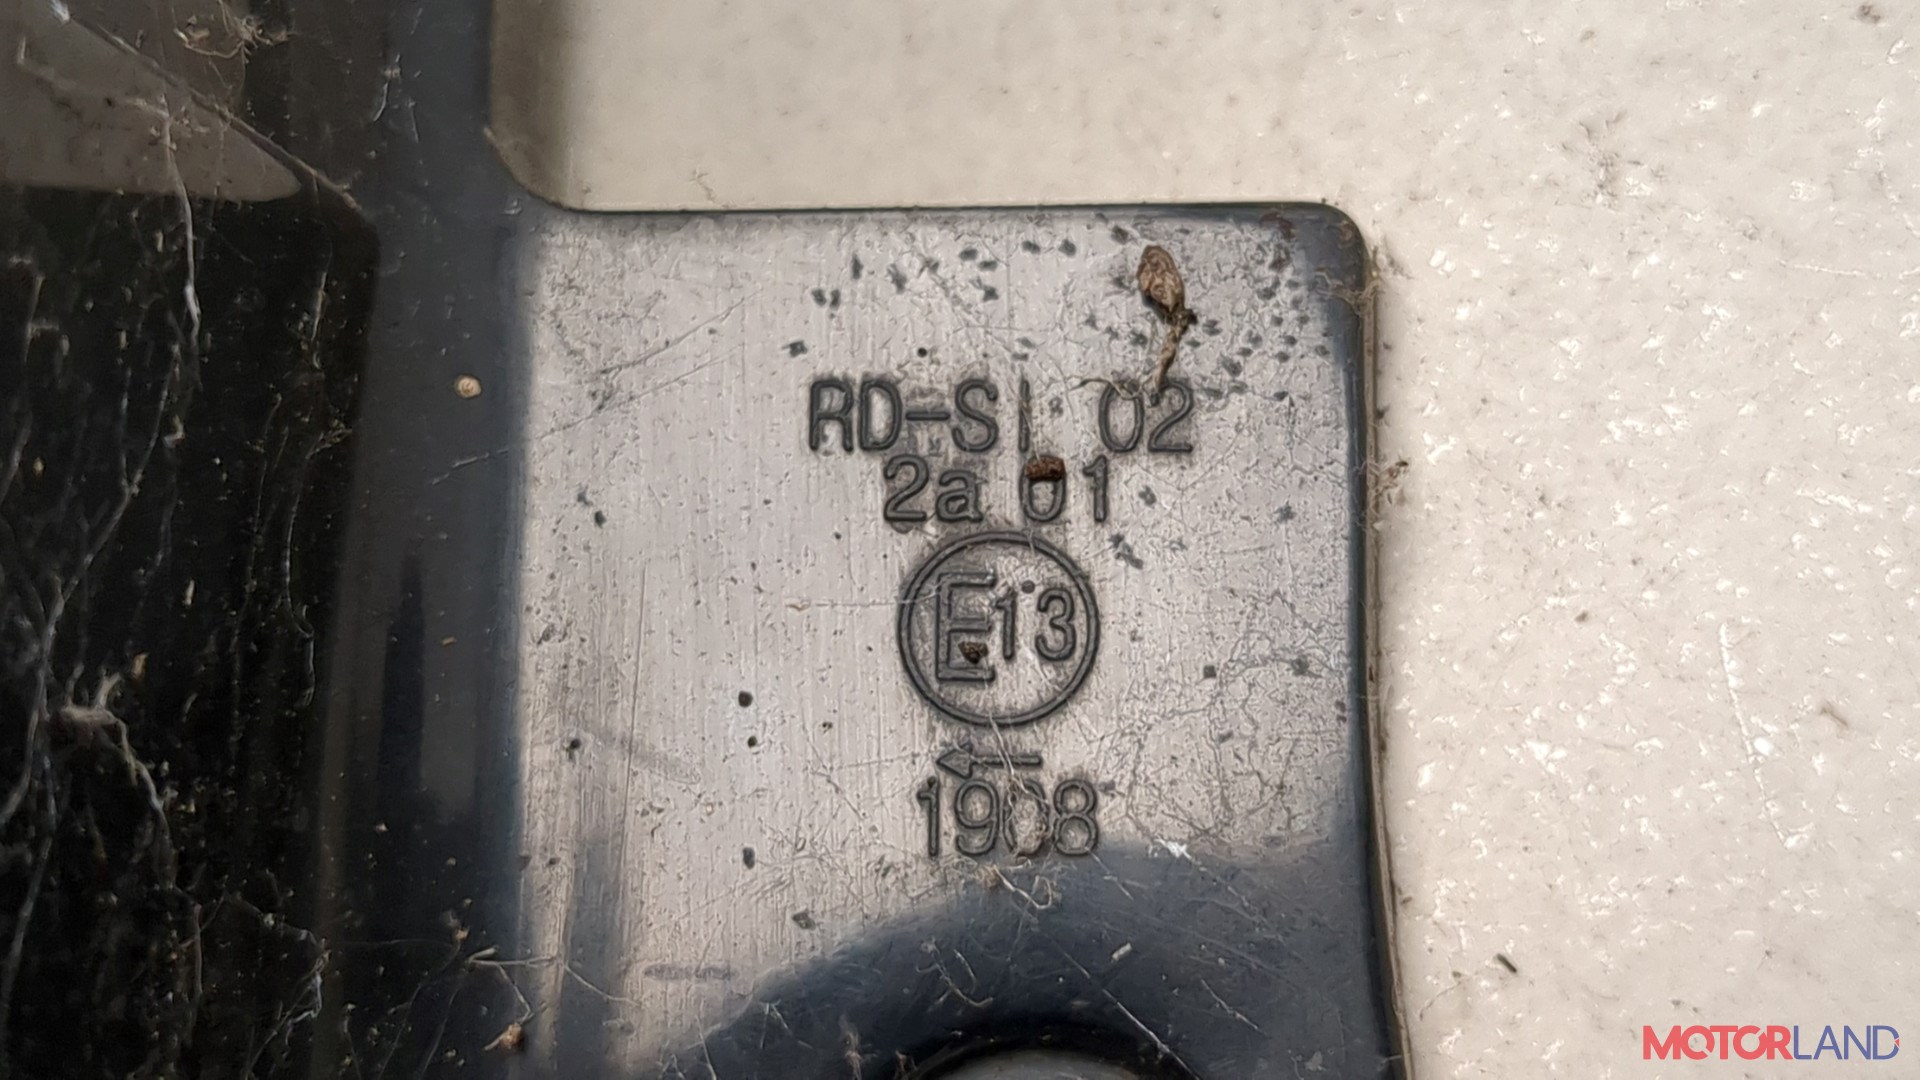 RD-SI 02
2a 01
E13
←
1908
MOTORLAND